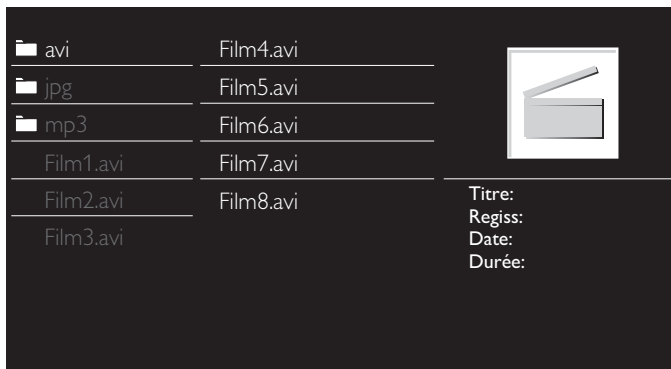 avi
jpg
mp3
Film1.avi
Film2.avi
Film3.avi
Film4.avi
Film5.avi
Film6.avi
Film7.avi
Film8.avi
Titre:
Regiss:
Date:
Durée: